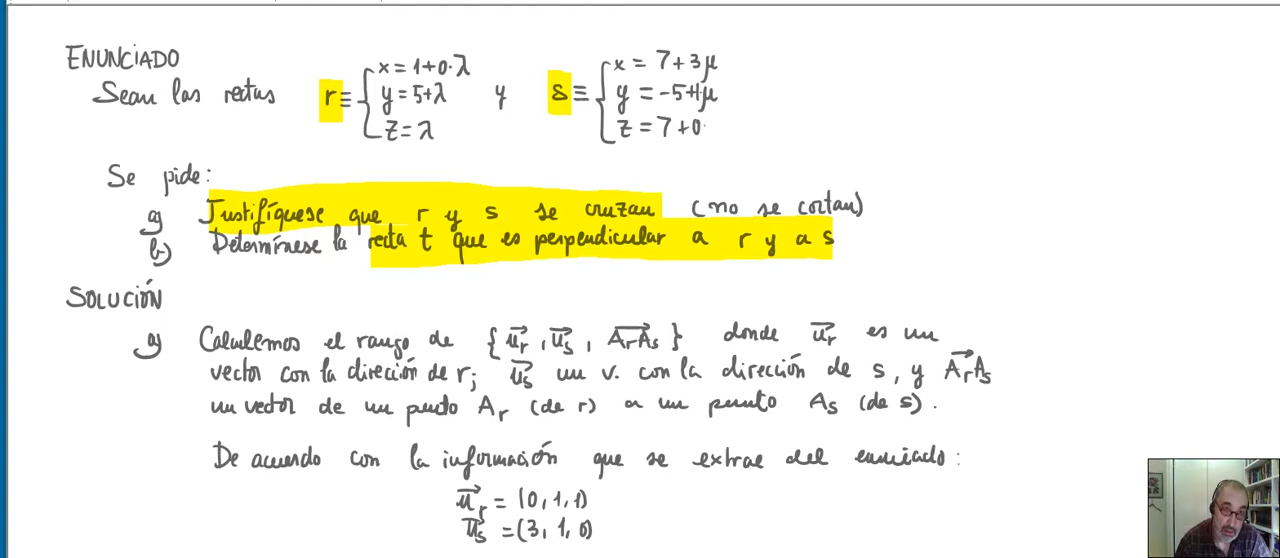 ENUNCIADO
Sean las rectas r ≡ { x = 1+0·λ y = 5+λ z = λ y s ≡ { x = 7+3μ y = -5+1μ z = 7+0·
Se pide:
a) Justifíquese que r y s se cruzan (no se cortan)
b) Determínese la recta t que es perpendicular a r y a s
SOLUCIÓN
a) Calculemos el rango de {u⃗r, u⃗s, A⃗rAs} donde u⃗r es un
vector con la direción de r; u⃗s un v. con la dirección de s, y A⃗rAs
un vector de un punto Ar (de r) a un punto As (de s).
De acuerdo con la información que se extrae del enunciado:
u⃗r = (0, 1, 1)
u⃗s = (3, 1, 0)